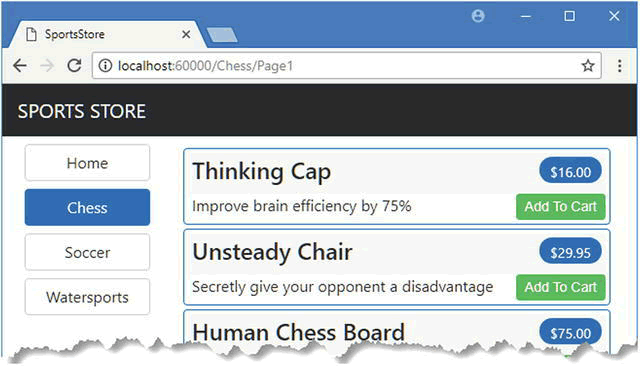 SportsStore
localhost:60000/Chess/Page1
SPORTS STORE
Home
Chess
Soccer
Watersports
Thinking Cap
$16.00
Improve brain efficiency by 75%
Add To Cart
Unsteady Chair
$29.95
Secretly give your opponent a disadvantage
Add To Cart
Human Chess Board
$75.00